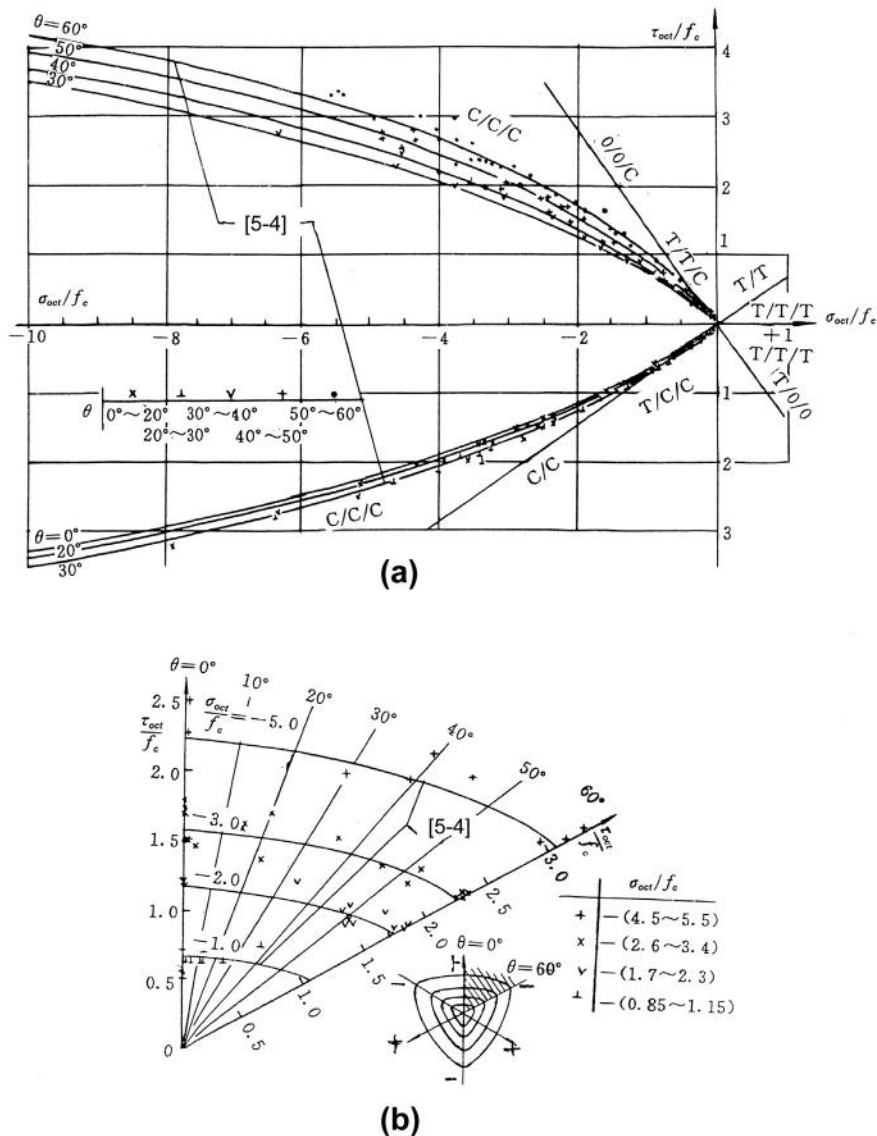 θ=60°
50°
40°
30°
τoct/fc
4
3
2
1
C/C/C
0/0/C
T/T/C
T/T
T/T/T
[5-4]
σoct/fc
−10
−8
−6
−4
−2
+1
σoct/fc
T/T/T
T/0/0
T/C/C
C/C
C/C/C
1
2
3
θ
× ⊥ ∨ + •
0°~20° 30°~40° 50°~60°
20°~30° 40°~50°
θ=0°
20°
30°
(a)
θ=0°
10°
20°
30°
40°
50°
60°
τoct/fc
2.5
2.0
1.5
1.0
0.5
0
σoct/fc=−5.0
−3.0
−2.0
−1.0
[5-4]
τoct/fc
0.5
1.0
1.5
2.0
2.5
3.0
σoct/fc
+ −(4.5~5.5)
× −(2.6~3.4)
∨ −(1.7~2.3)
⊥ −(0.85~1.15)
θ=0°
θ=60°
(b)